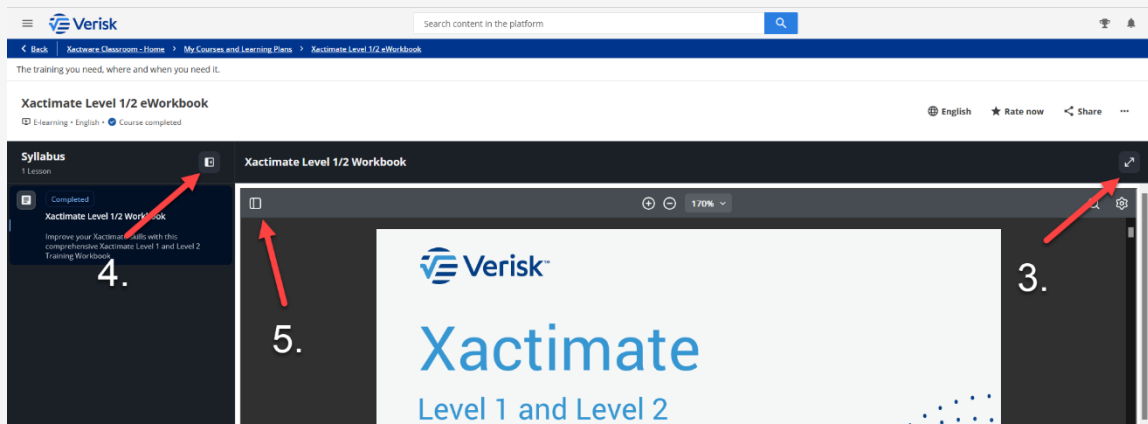 Verisk
Search content in the platform
Back Xactware Classroom - Home > My Courses and Learning Plans > Xactimate Level 1/2 eWorkbook
The training you need, where and when you need it.
Xactimate Level 1/2 eWorkbook
English Rate now Share ...
E-learning • English • Course completed
Syllabus
1 Lesson
Xactimate Level 1/2 Workbook
Completed
Xactimate Level 1/2 Workbook
Improve your Xactimate skills with this
comprehensive Xactimate Level 1 and Level 2
Training Workbook
4.
170%
3.
5.
Verisk™
Xactimate
Level 1 and Level 2